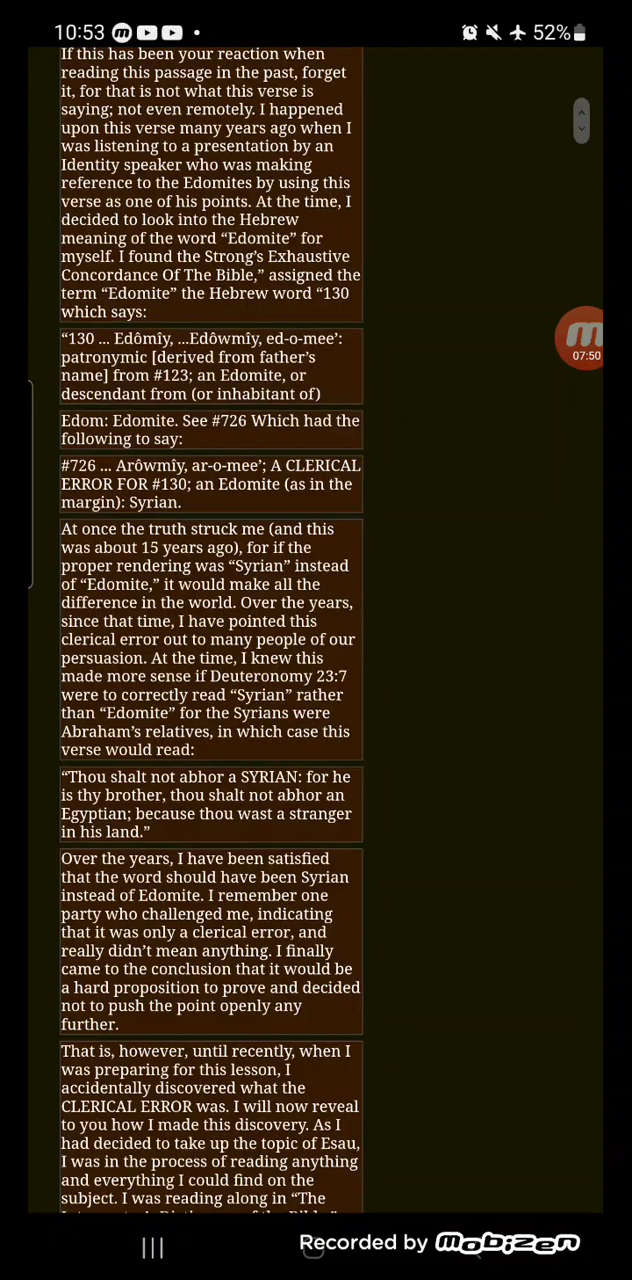 10:53
52%
If this has been your reaction when
reading this passage in the past, forget
it, for that is not what this verse is
saying; not even remotely. I happened
upon this verse many years ago when I
was listening to a presentation by an
Identity speaker who was making
reference to the Edomites by using this
verse as one of his points. At the time, I
decided to look into the Hebrew
meaning of the word “Edomite” for
myself. I found the Strong’s Exhaustive
Concordance Of The Bible,” assigned the
term “Edomite” the Hebrew word “130
which says:
“130 ... Edômîy, ...Edôwmîy, ed-o-mee’:
patronymic [derived from father’s
name] from #123; an Edomite, or
descendant from (or inhabitant of)
Edom: Edomite. See #726 Which had the
following to say:
#726 ... Arôwmîy, ar-o-mee’; A CLERICAL
ERROR FOR #130; an Edomite (as in the
margin): Syrian.
At once the truth struck me (and this
was about 15 years ago), for if the
proper rendering was “Syrian” instead
of “Edomite,” it would make all the
difference in the world. Over the years,
since that time, I have pointed this
clerical error out to many people of our
persuasion. At the time, I knew this
made more sense if Deuteronomy 23:7
were to correctly read “Syrian” rather
than “Edomite” for the Syrians were
Abraham’s relatives, in which case this
verse would read:
“Thou shalt not abhor a SYRIAN: for he
is thy brother, thou shalt not abhor an
Egyptian; because thou wast a stranger
in his land.”
Over the years, I have been satisfied
that the word should have been Syrian
instead of Edomite. I remember one
party who challenged me, indicating
that it was only a clerical error, and
really didn’t mean anything. I finally
came to the conclusion that it would be
a hard proposition to prove and decided
not to push the point openly any
further.
That is, however, until recently, when I
was preparing for this lesson, I
accidentally discovered what the
CLERICAL ERROR was. I will now reveal
to you how I made this discovery. As I
had decided to take up the topic of Esau,
I was in the process of reading anything
and everything I could find on the
subject. I was reading along in “The
07:50
Recorded by mobizen